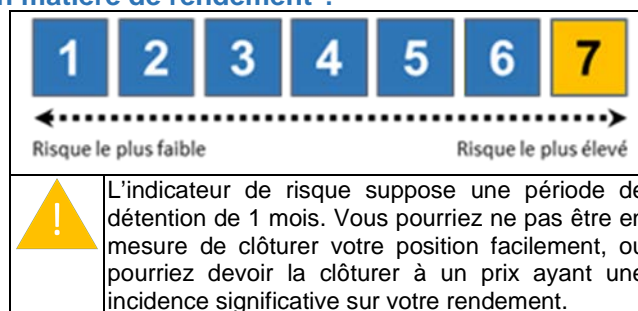 n matière de rendement :
1 2 3 4 5 6 7
Risque le plus faible Risque le plus élevé
!
L'indicateur de risque suppose une période de
détention de 1 mois. Vous pourriez ne pas être en
mesure de clôturer votre position facilement, ou
pourriez devoir la clôturer à un prix ayant une
incidence significative sur votre rendement.